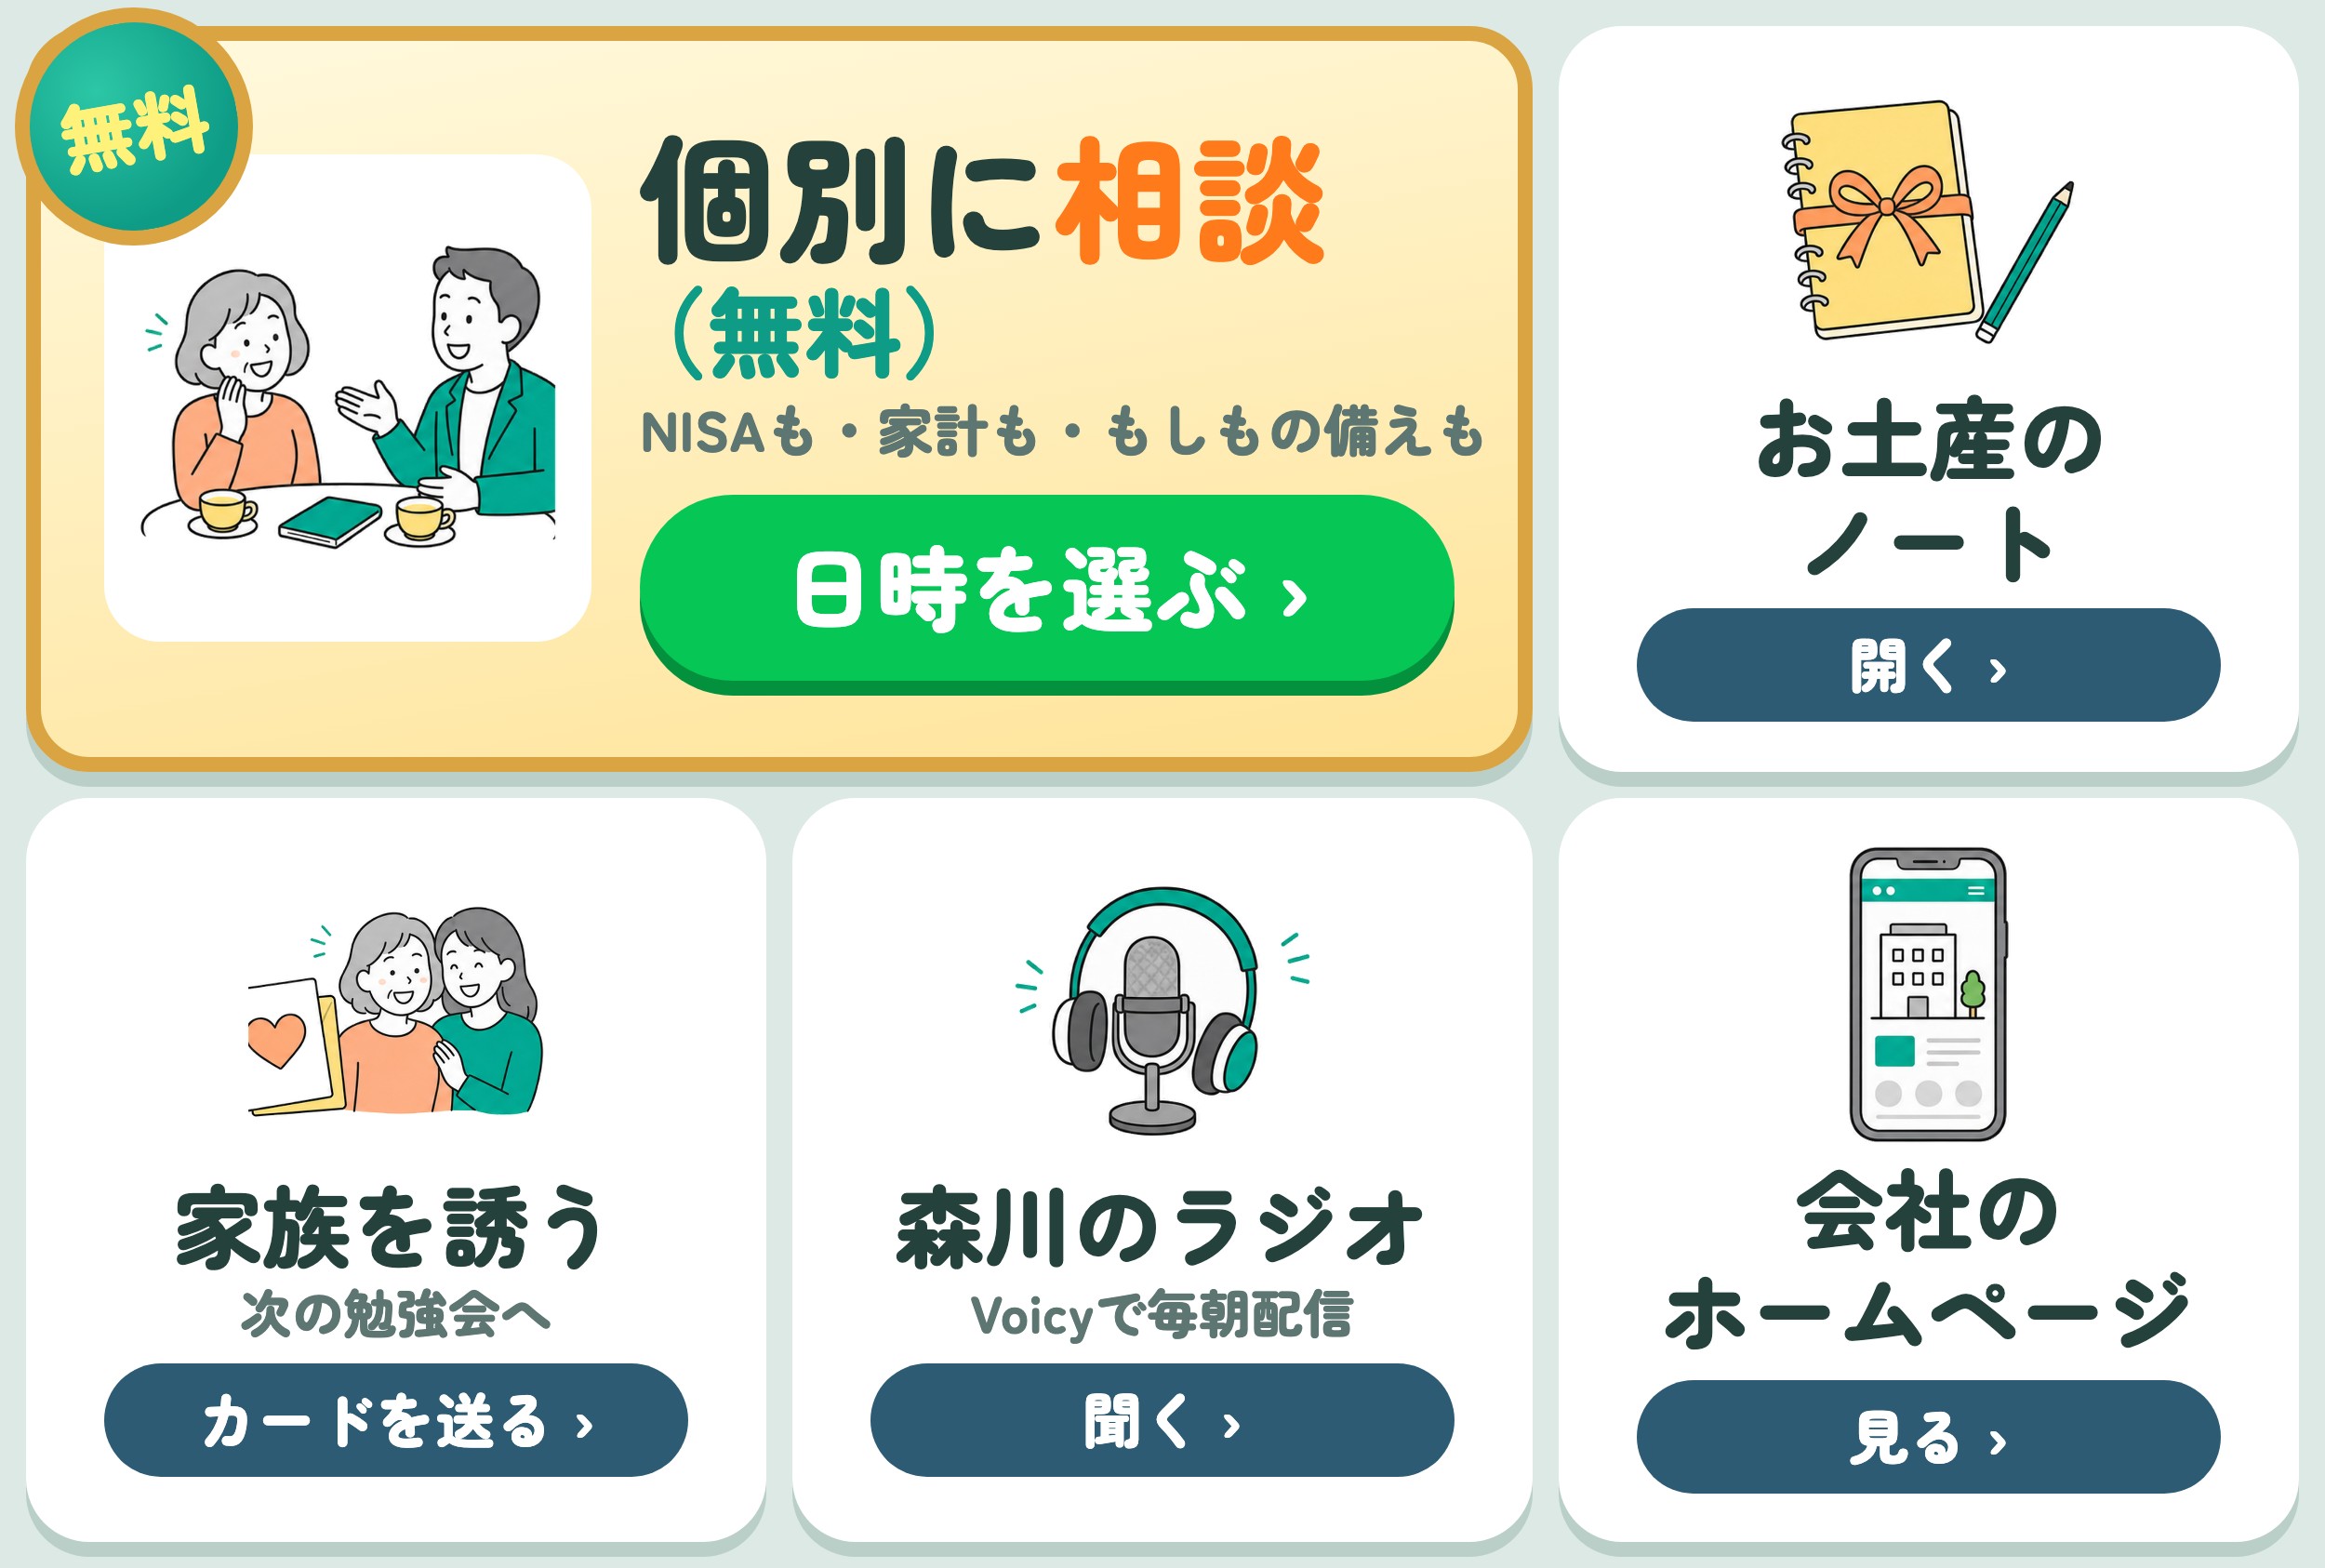 無料
個別に相談
（無料）
NISAも・家計も・もしもの備えも
日時を選ぶ ›
お土産の
ノート
開く ›
家族を誘う
次の勉強会へ
カードを送る ›
森川のラジオ
Voicyで毎朝配信
聞く ›
会社の
ホームページ
見る ›